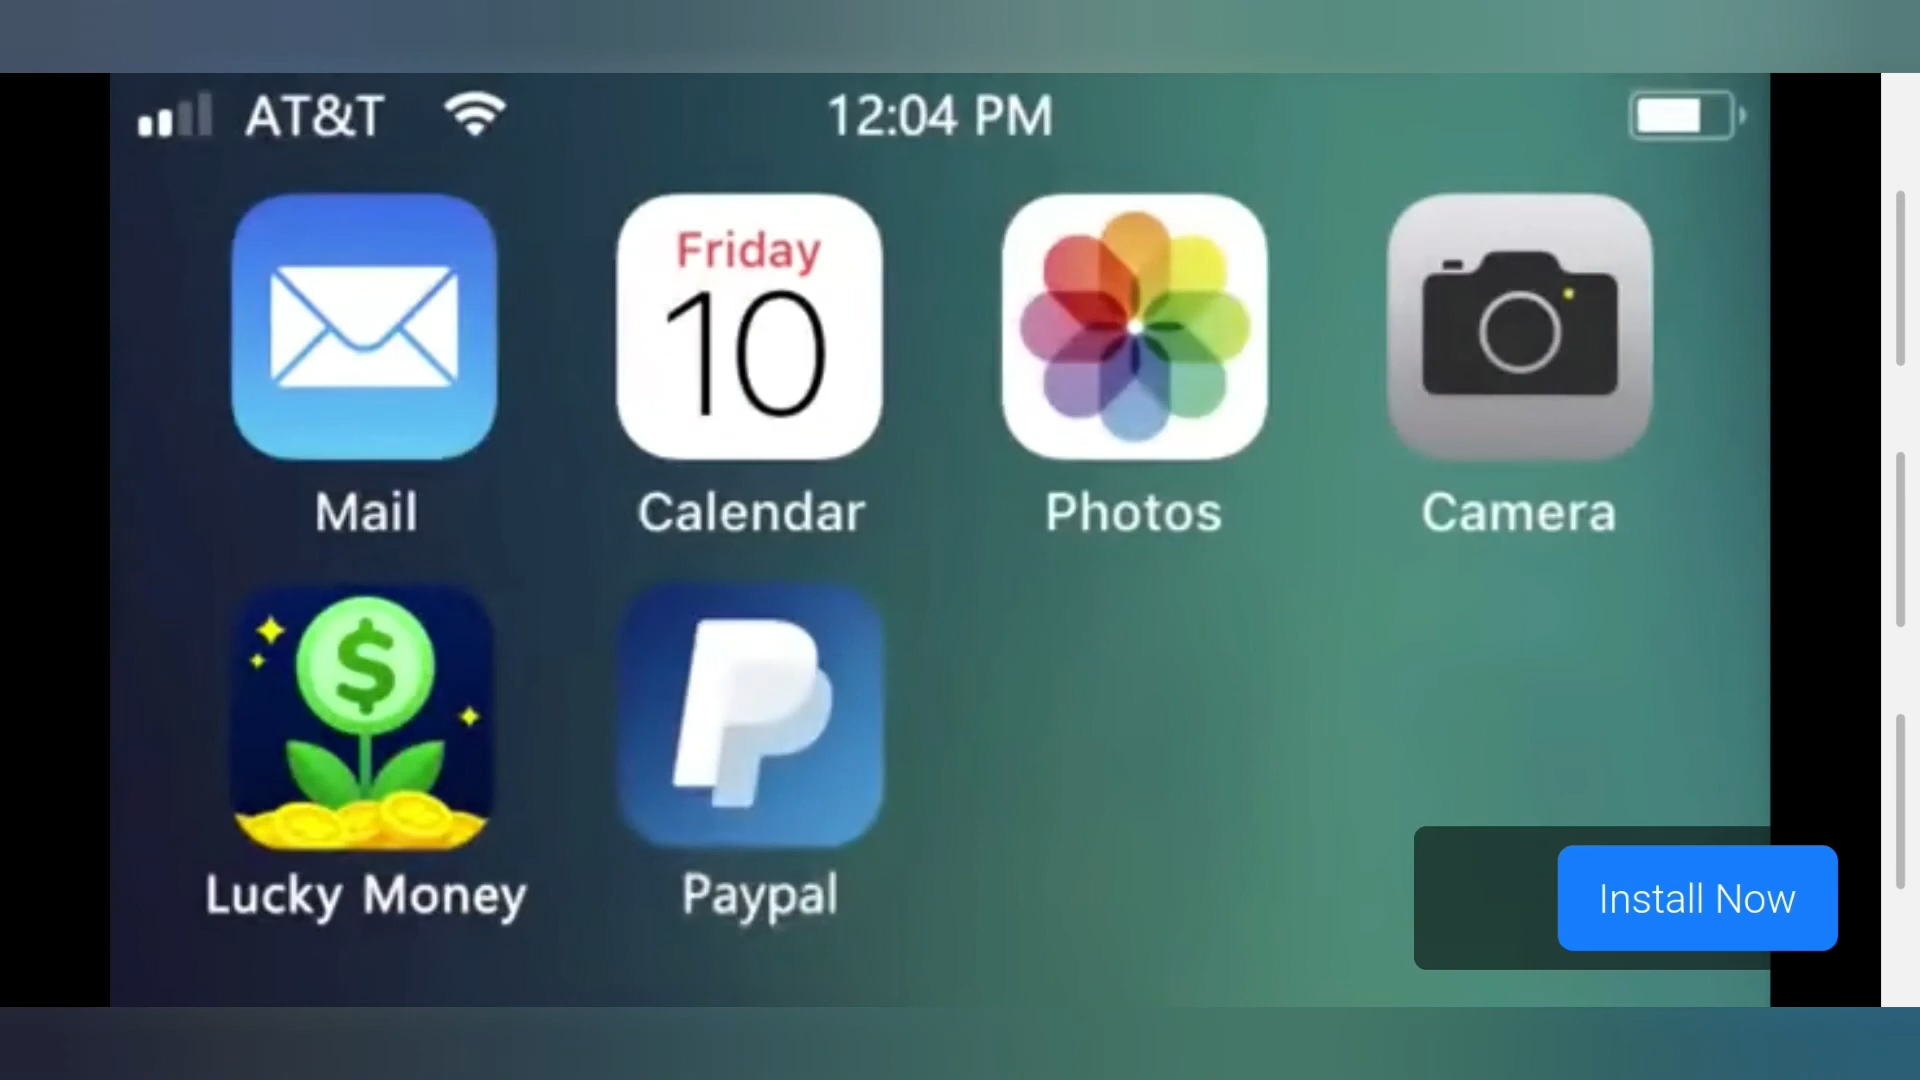 AT&T 12:04 PM
Friday
10
Mail Calendar Photos Camera
$
Lucky Money Paypal
Install Now